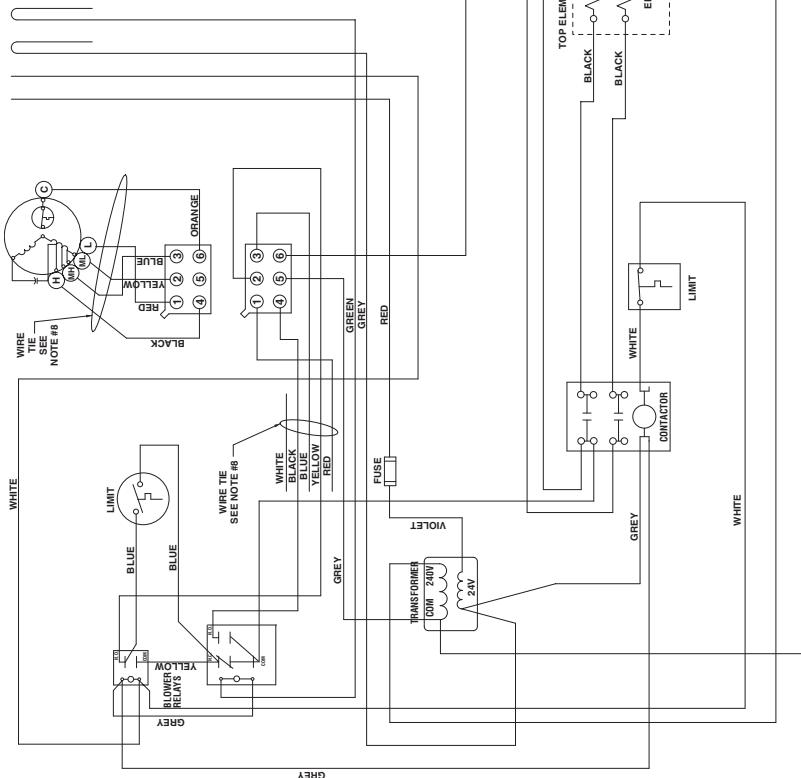 TOP ELEM
EL
BLACK
BLACK
C
L
ML
MH
H
ORANGE
BLUE
YELLOW
RED
3
6
2
5
1
4
BLACK
WIRE
TIE
SEE
NOTE #8
3
6
2
5
1
4
GREEN
GREY
RED
LIMIT
WHITE
CONTACTOR
WHITE
LIMIT
BLUE
BLUE
WIRE TIE
SEE NOTE #8
WHITE
BLACK
BLUE
YELLOW
RED
FUSE
VIOLET
GREY
TRANSFORMER
COM
240V
24V
GREY
WHITE
N.O.
COM
YELLOW
BLOWER
RELAYS
GREY
N.O.
N.C.
COM
GREY